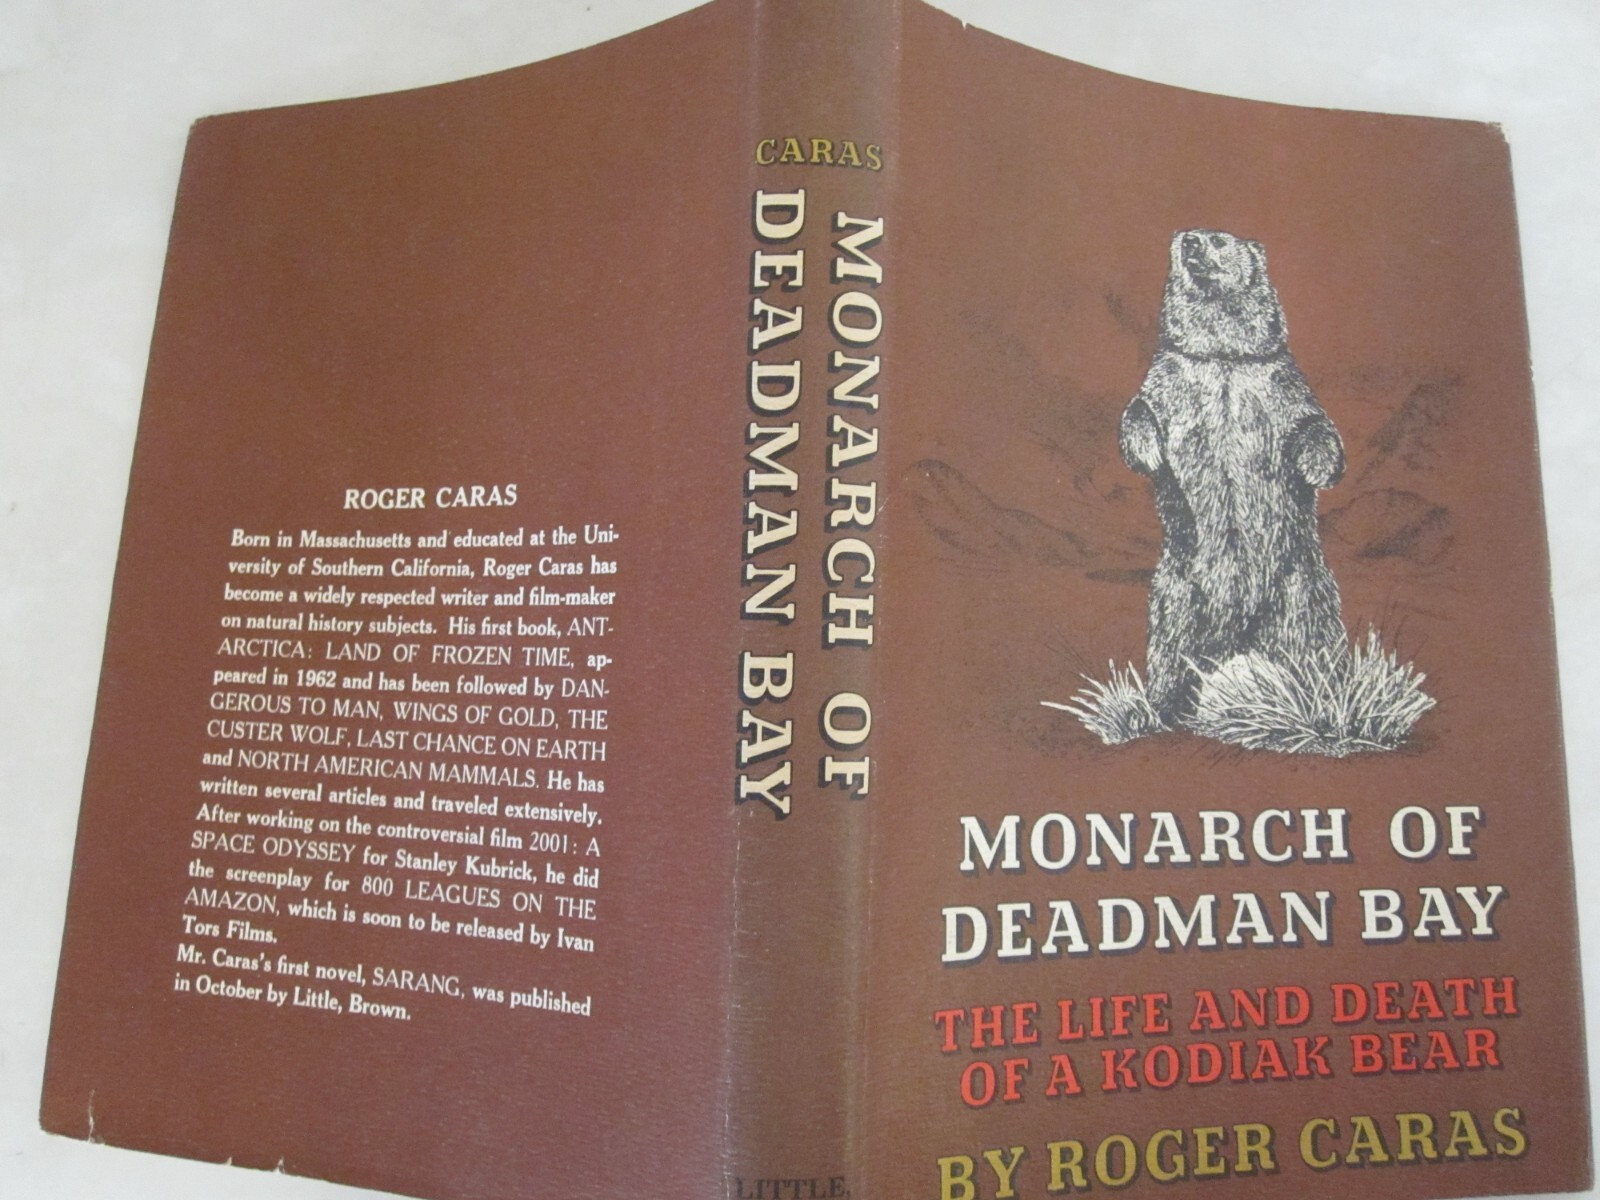 ROGER CARAS
Born in Massachusetts and educated at the Uni-
versity of Southern California, Roger Caras has
become a widely respected writer and film-maker
on natural history subjects. His first book, ANT-
ARCTICA: LAND OF FROZEN TIME, ap-
peared in 1962 and has been followed by DAN-
GEROUS TO MAN, WINGS OF GOLD, THE
CUSTER WOLF, LAST CHANCE ON EARTH
and NORTH AMERICAN MAMMALS. He has
written several articles and traveled extensively.
After working on the controversial film 2001: A
SPACE ODYSSEY for Stanley Kubrick, he did
the screenplay for 800 LEAGUES ON THE
AMAZON, which is soon to be released by Ivan
Tors Films.
Mr. Caras's first novel, SARANG, was published
in October by Little, Brown.
CARAS
MONARCH OF
DEADMAN BAY
LITTLE,
MONARCH OF
DEADMAN BAY
THE LIFE AND DEATH
OF A KODIAK BEAR
BY ROGER CARAS